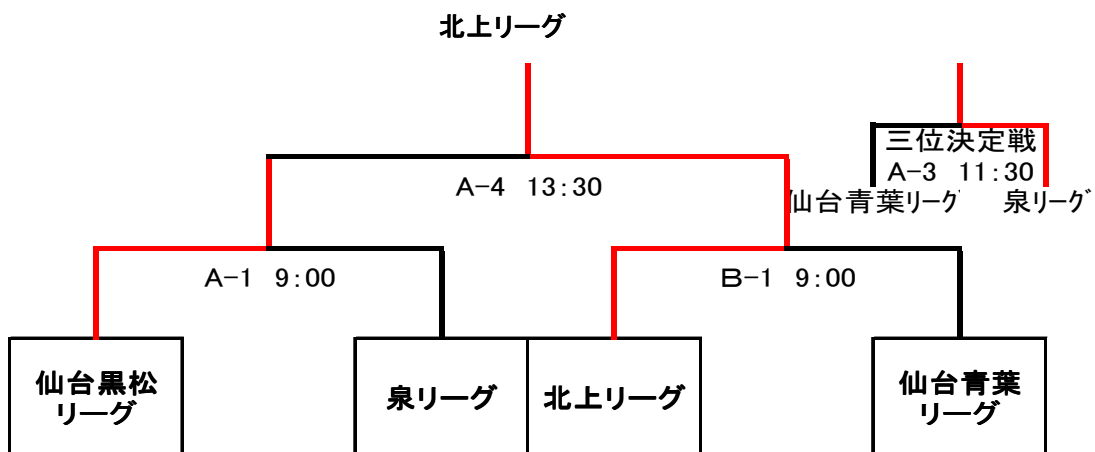 北上リーグ
三位決定戦
A-3 11:30
仙台青葉リーグ 泉リーグ
A-4 13:30
A-1 9:00
B-1 9:00
仙台黒松
リーグ
泉リーグ
北上リーグ
仙台青葉
リーグ